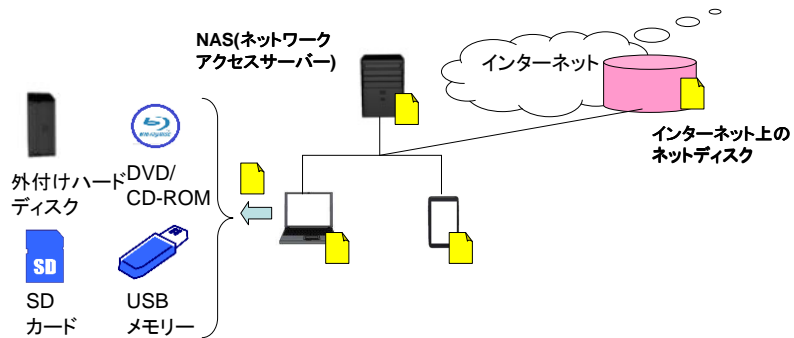 NAS(ネットワーク
アクセスサーバー)
インターネット
インターネット上の
ネットディスク
外付けハード
ディスク
DVD/
CD-ROM
SD
SD
カード
USB
メモリー